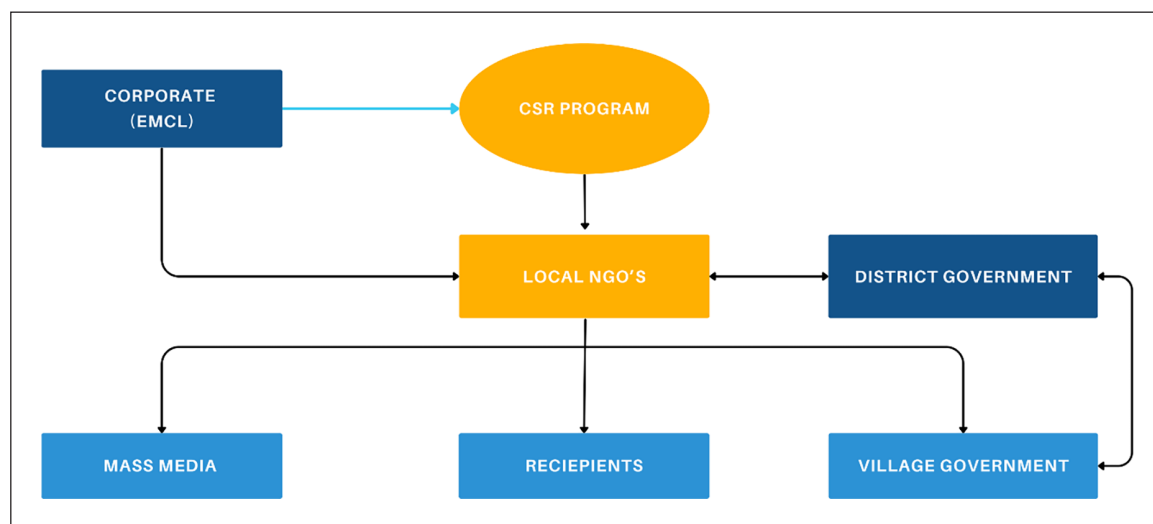 CORPORATE
(EMCL)
CSR PROGRAM
LOCAL NGO'S
DISTRICT GOVERNMENT
MASS MEDIA
RECIEPIENTS
VILLAGE GOVERNMENT